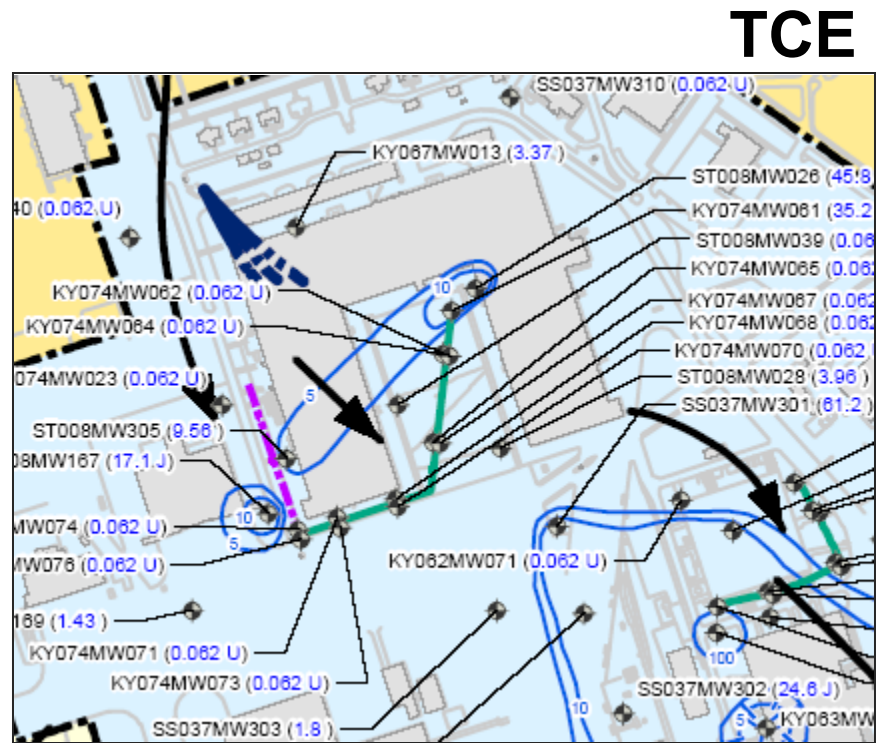 TCE
SS037MW310 (0.062 U)
KY067MW013 (3.37 )
ST008MW026 (45.8
40 (0.062 U)
KY074MW061 (35.2
ST008MW039 (0.06
KY074MW065 (0.062
KY074MW062 (0.062 U)
10
KY074MW067 (0.062
KY074MW064 (0.062 U)
KY074MW068 (0.062
KY074MW070 (0.062
074MW023 (0.062 U)
ST008MW028 (3.96 )
5
SS037MW301 (61.2 )
ST008MW305 (9.56 )
08MW167 (17.1 J)
10
MW074 (0.062 U)
5
KY062MW071 (0.062 U)
MW076 (0.062 U)
169 (1.43 )
KY074MW071 (0.062 U)
100
KY074MW073 (0.062 U)
SS037MW302 (24.6 J)
10
5
KY063MW
SS037MW303 (1.8 )